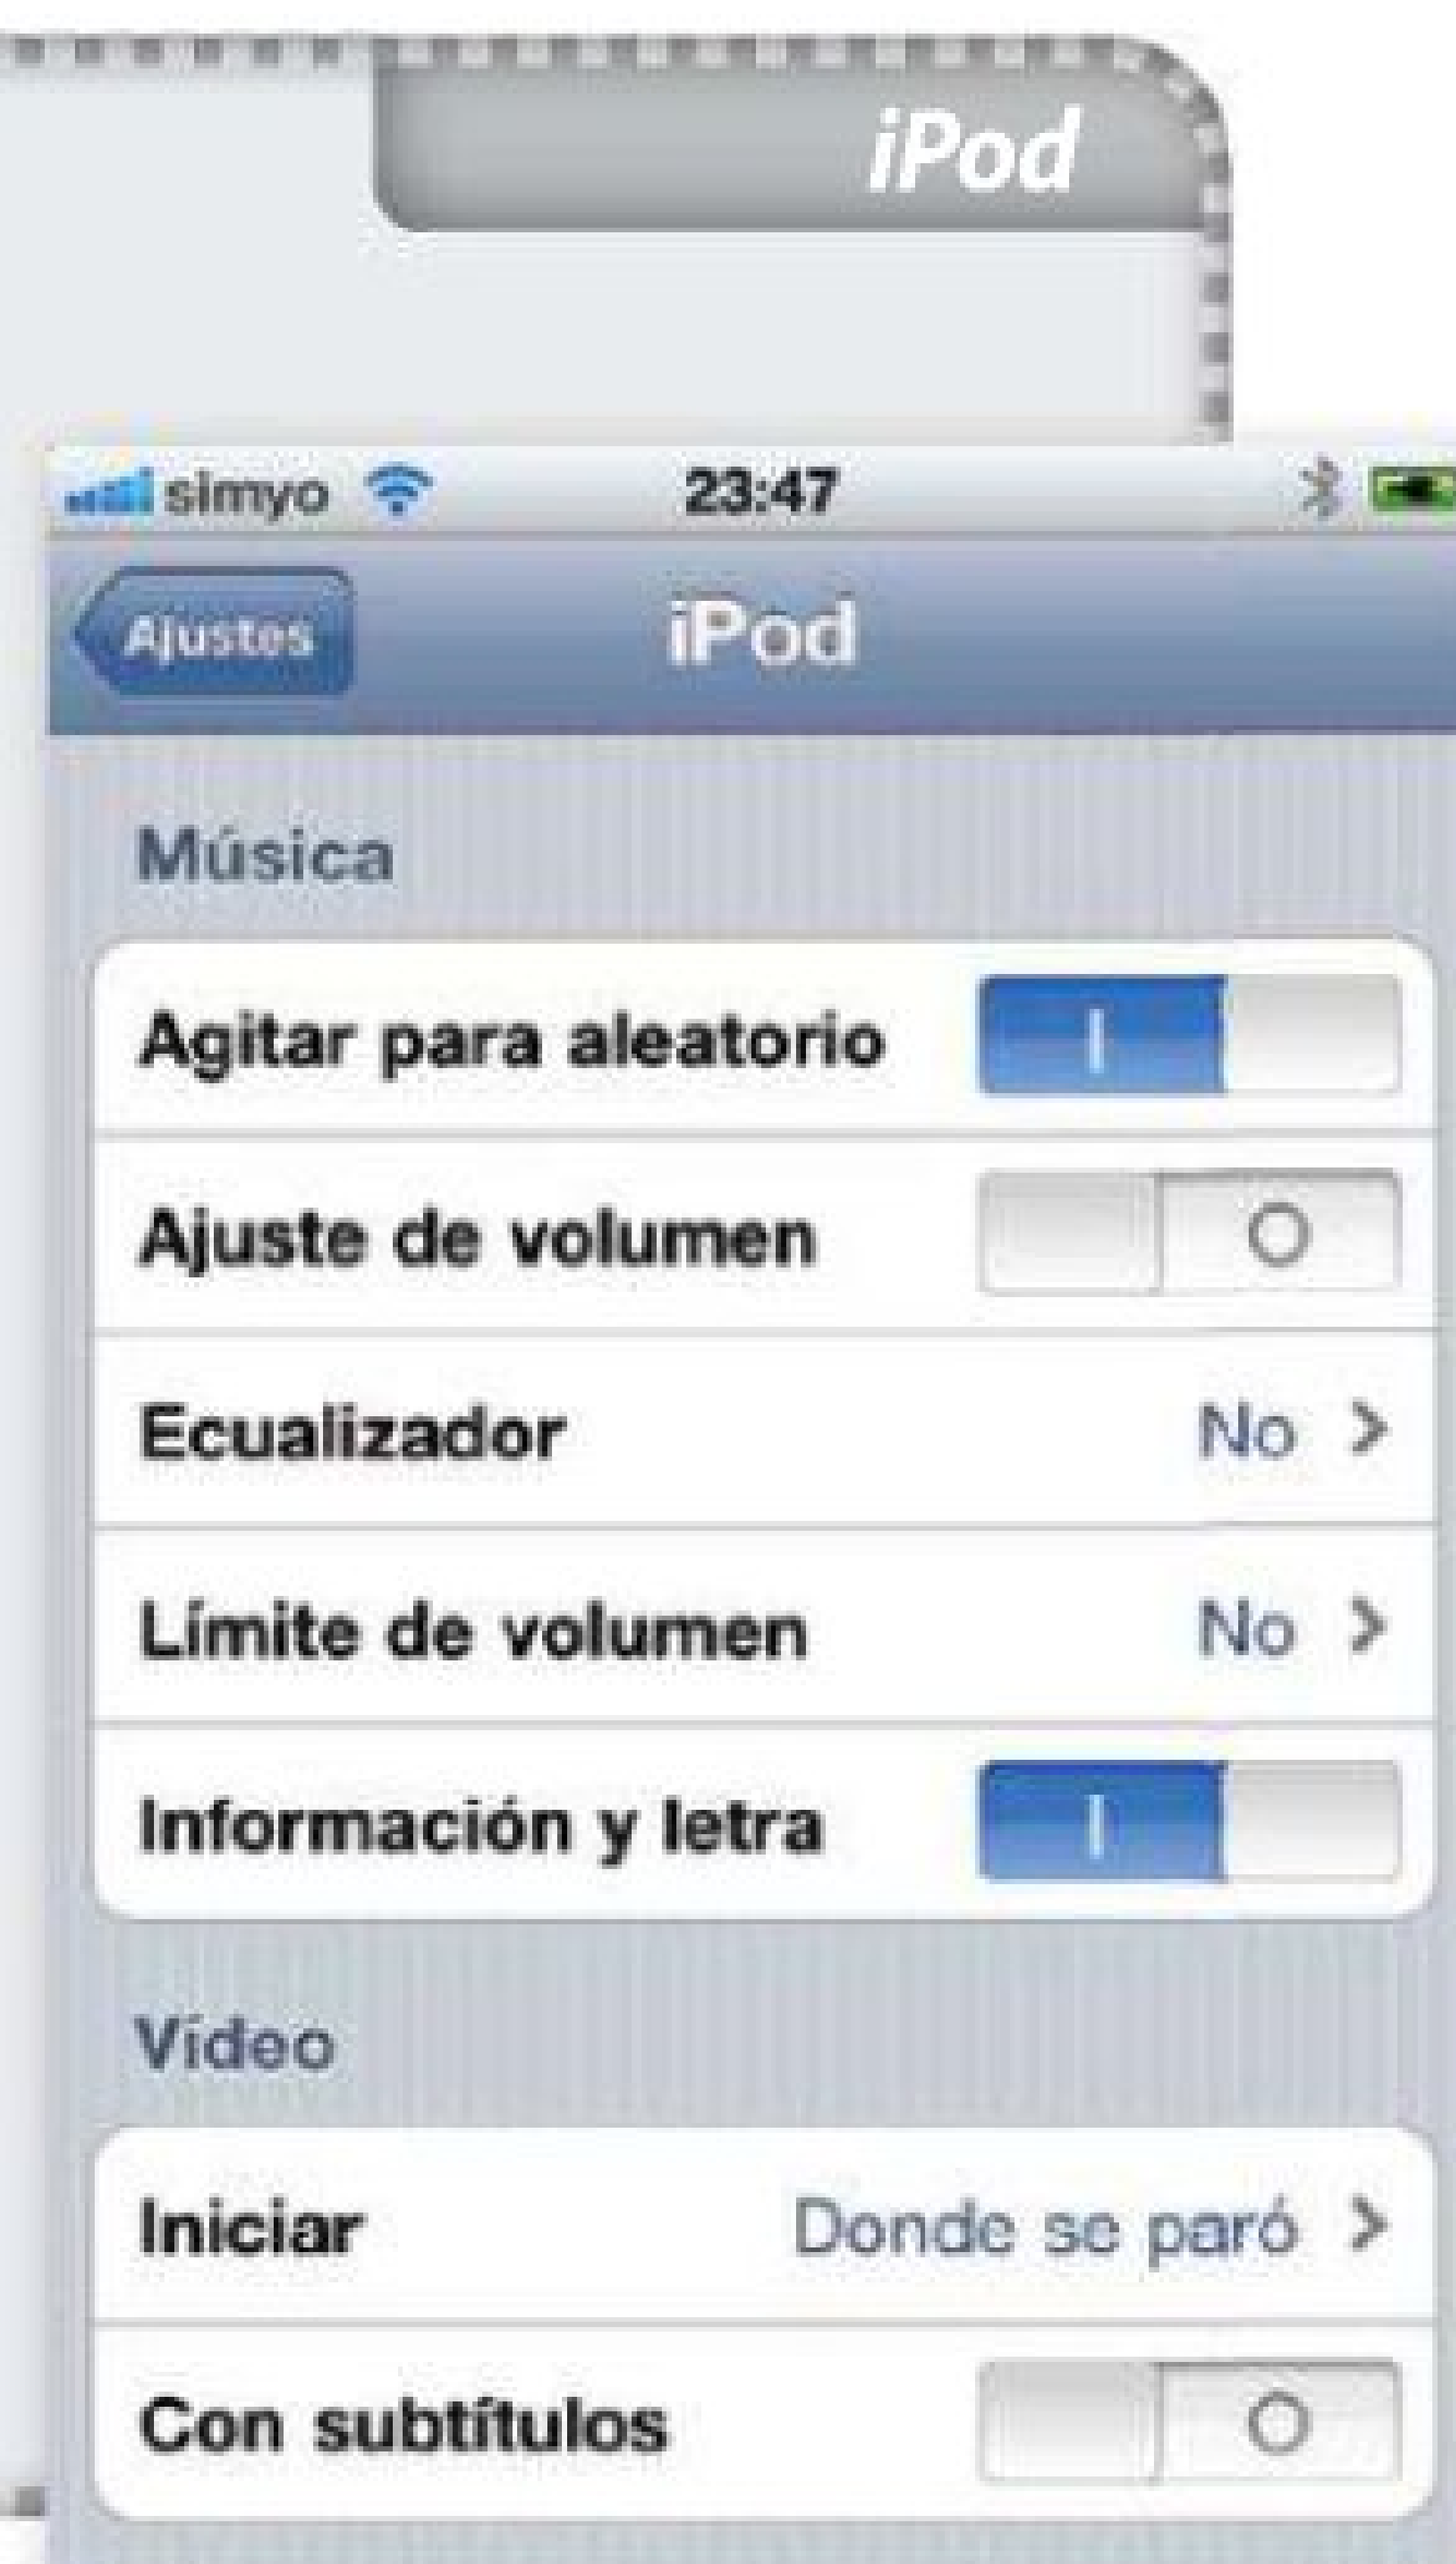 iPod
simyo 23:47
Ajustes iPod
Música
Agitar para aleatorio
Ajuste de volumen
Ecualizador No
Límite de volumen No
Información y letra
Vídeo
Iniciar Donde se paró
Con subtítulos